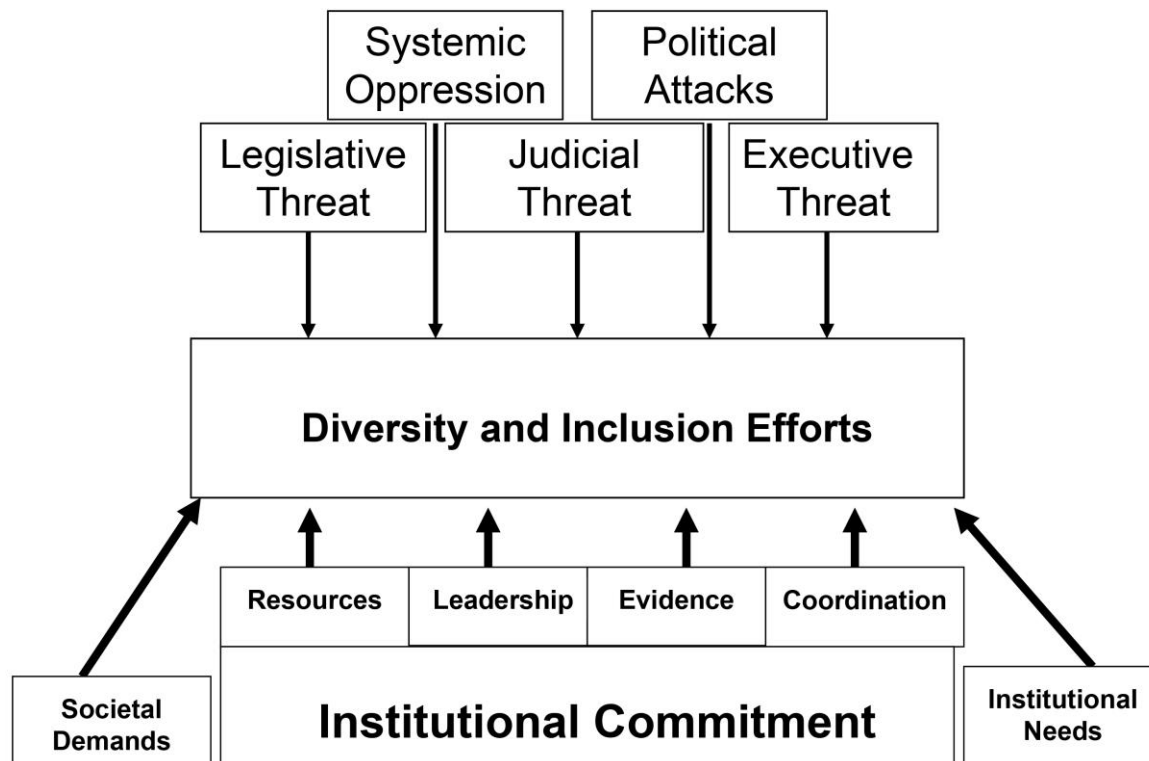 Systemic
Oppression
Political
Attacks
Legislative
Threat
Judicial
Threat
Executive
Threat
Diversity and Inclusion Efforts
Resources
Leadership
Evidence
Coordination
Societal
Demands
Institutional Commitment
Institutional
Needs